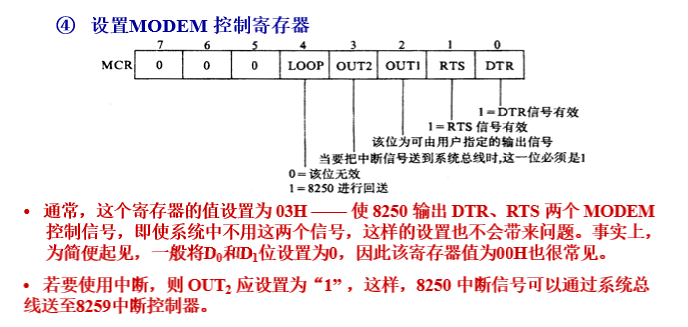 ④ 设置MODEM 控制寄存器
7 6 5 4 3 2 1 0
MCR 0 0 0 LOOP OUT2 OUT1 RTS DTR
1=DTR信号有效
1=RTS 信号有效
该位为可由用户指定的输出信号
当要把中断信号送到系统总线时,这一位必须是1
0=该位无效
1=8250 进行回送
• 通常，这个寄存器的值设置为 03H —— 使 8250 输出 DTR、RTS 两个 MODEM
控制信号，即使系统中不用这两个信号，这样的设置也不会带来问题。事实上，
为简便起见，一般将D₀和D₁位设置为0，因此该寄存器值为00H也很常见。
• 若要使用中断，则 OUT₂ 应设置为“1”，这样，8250 中断信号可以通过系统总
线送至8259中断控制器。